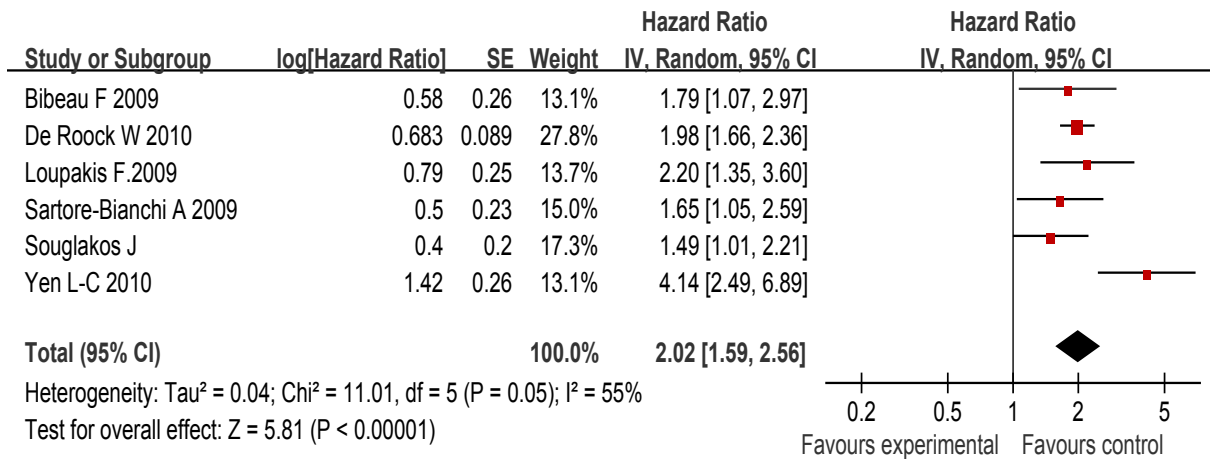 Hazard Ratio Hazard Ratio
Study or Subgroup log[Hazard Ratio] SE Weight IV, Random, 95% CI IV, Random, 95% CI
Bibeau F 2009 0.58 0.26 13.1% 1.79 [1.07, 2.97]
De Roock W 2010 0.683 0.089 27.8% 1.98 [1.66, 2.36]
Loupakis F.2009 0.79 0.25 13.7% 2.20 [1.35, 3.60]
Sartore-Bianchi A 2009 0.5 0.23 15.0% 1.65 [1.05, 2.59]
Souglakos J 0.4 0.2 17.3% 1.49 [1.01, 2.21]
Yen L-C 2010 1.42 0.26 13.1% 4.14 [2.49, 6.89]
Total (95% CI) 100.0% 2.02 [1.59, 2.56]
Heterogeneity: Tau² = 0.04; Chi² = 11.01, df = 5 (P = 0.05); I² = 55%
Test for overall effect: Z = 5.81 (P < 0.00001)
0.2 0.5 1 2 5
Favours experimental Favours control